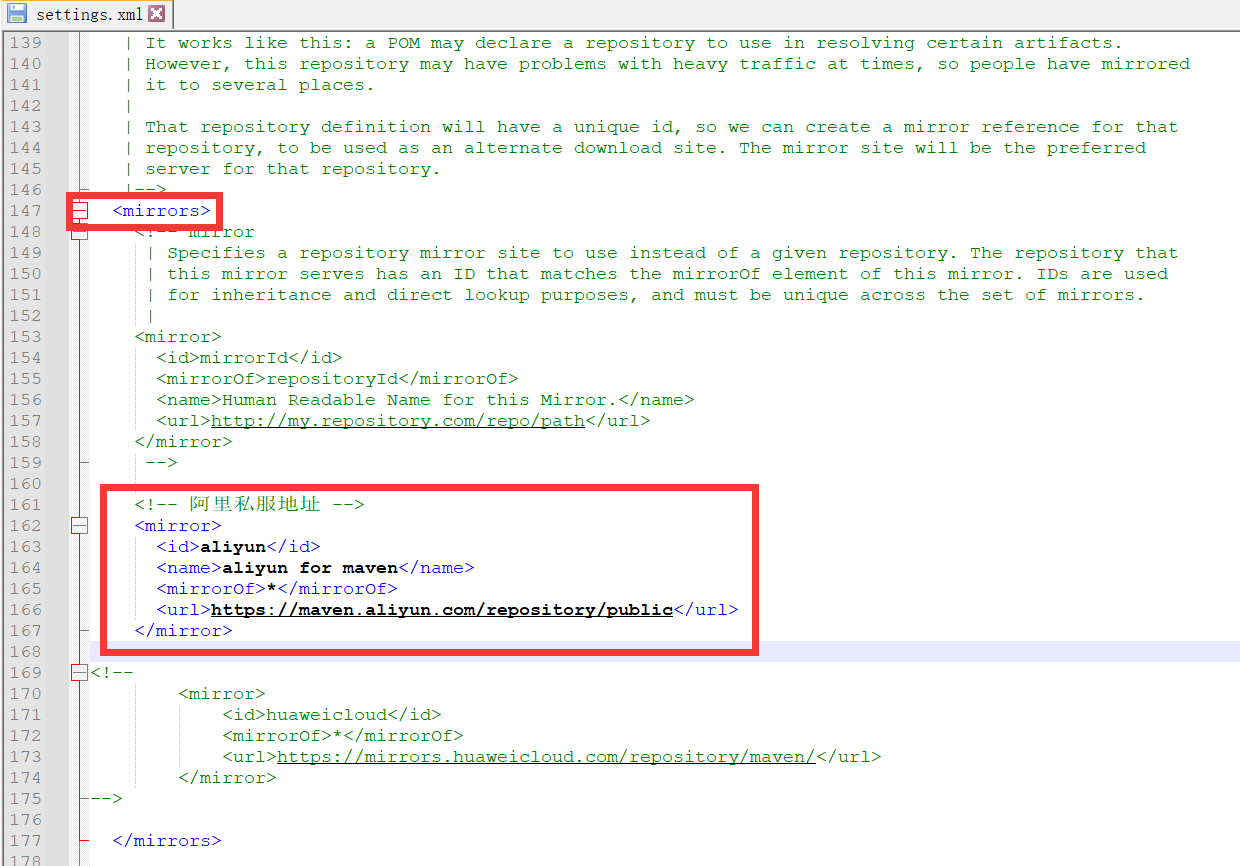 settings.xml
139 | It works like this: a POM may declare a repository to use in resolving certain artifacts.
140 | However, this repository may have problems with heavy traffic at times, so people have mirrored
141 | it to several places.
142 |
143 | That repository definition will have a unique id, so we can create a mirror reference for that
144 | repository, to be used as an alternate download site. The mirror site will be the preferred
145 | server for that repository.
146 |-->
147 <mirrors>
148 <!-- mirror
149 | Specifies a repository mirror site to use instead of a given repository. The repository that
150 | this mirror serves has an ID that matches the mirrorOf element of this mirror. IDs are used
151 | for inheritance and direct lookup purposes, and must be unique across the set of mirrors.
152 |
153 <mirror>
154 <id>mirrorId</id>
155 <mirrorOf>repositoryId</mirrorOf>
156 <name>Human Readable Name for this Mirror.</name>
157 <url>http://my.repository.com/repo/path</url>
158 </mirror>
159 -->
160
161 <!-- 阿里私服地址 -->
162 <mirror>
163 <id>aliyun</id>
164 <name>aliyun for maven</name>
165 <mirrorOf>*</mirrorOf>
166 <url>https://maven.aliyun.com/repository/public</url>
167 </mirror>
168
169 <!--
170 <mirror>
171 <id>huaweicloud</id>
172 <mirrorOf>*</mirrorOf>
173 <url>https://mirrors.huaweicloud.com/repository/maven/</url>
174 </mirror>
175 -->
176
177 </mirrors>
178